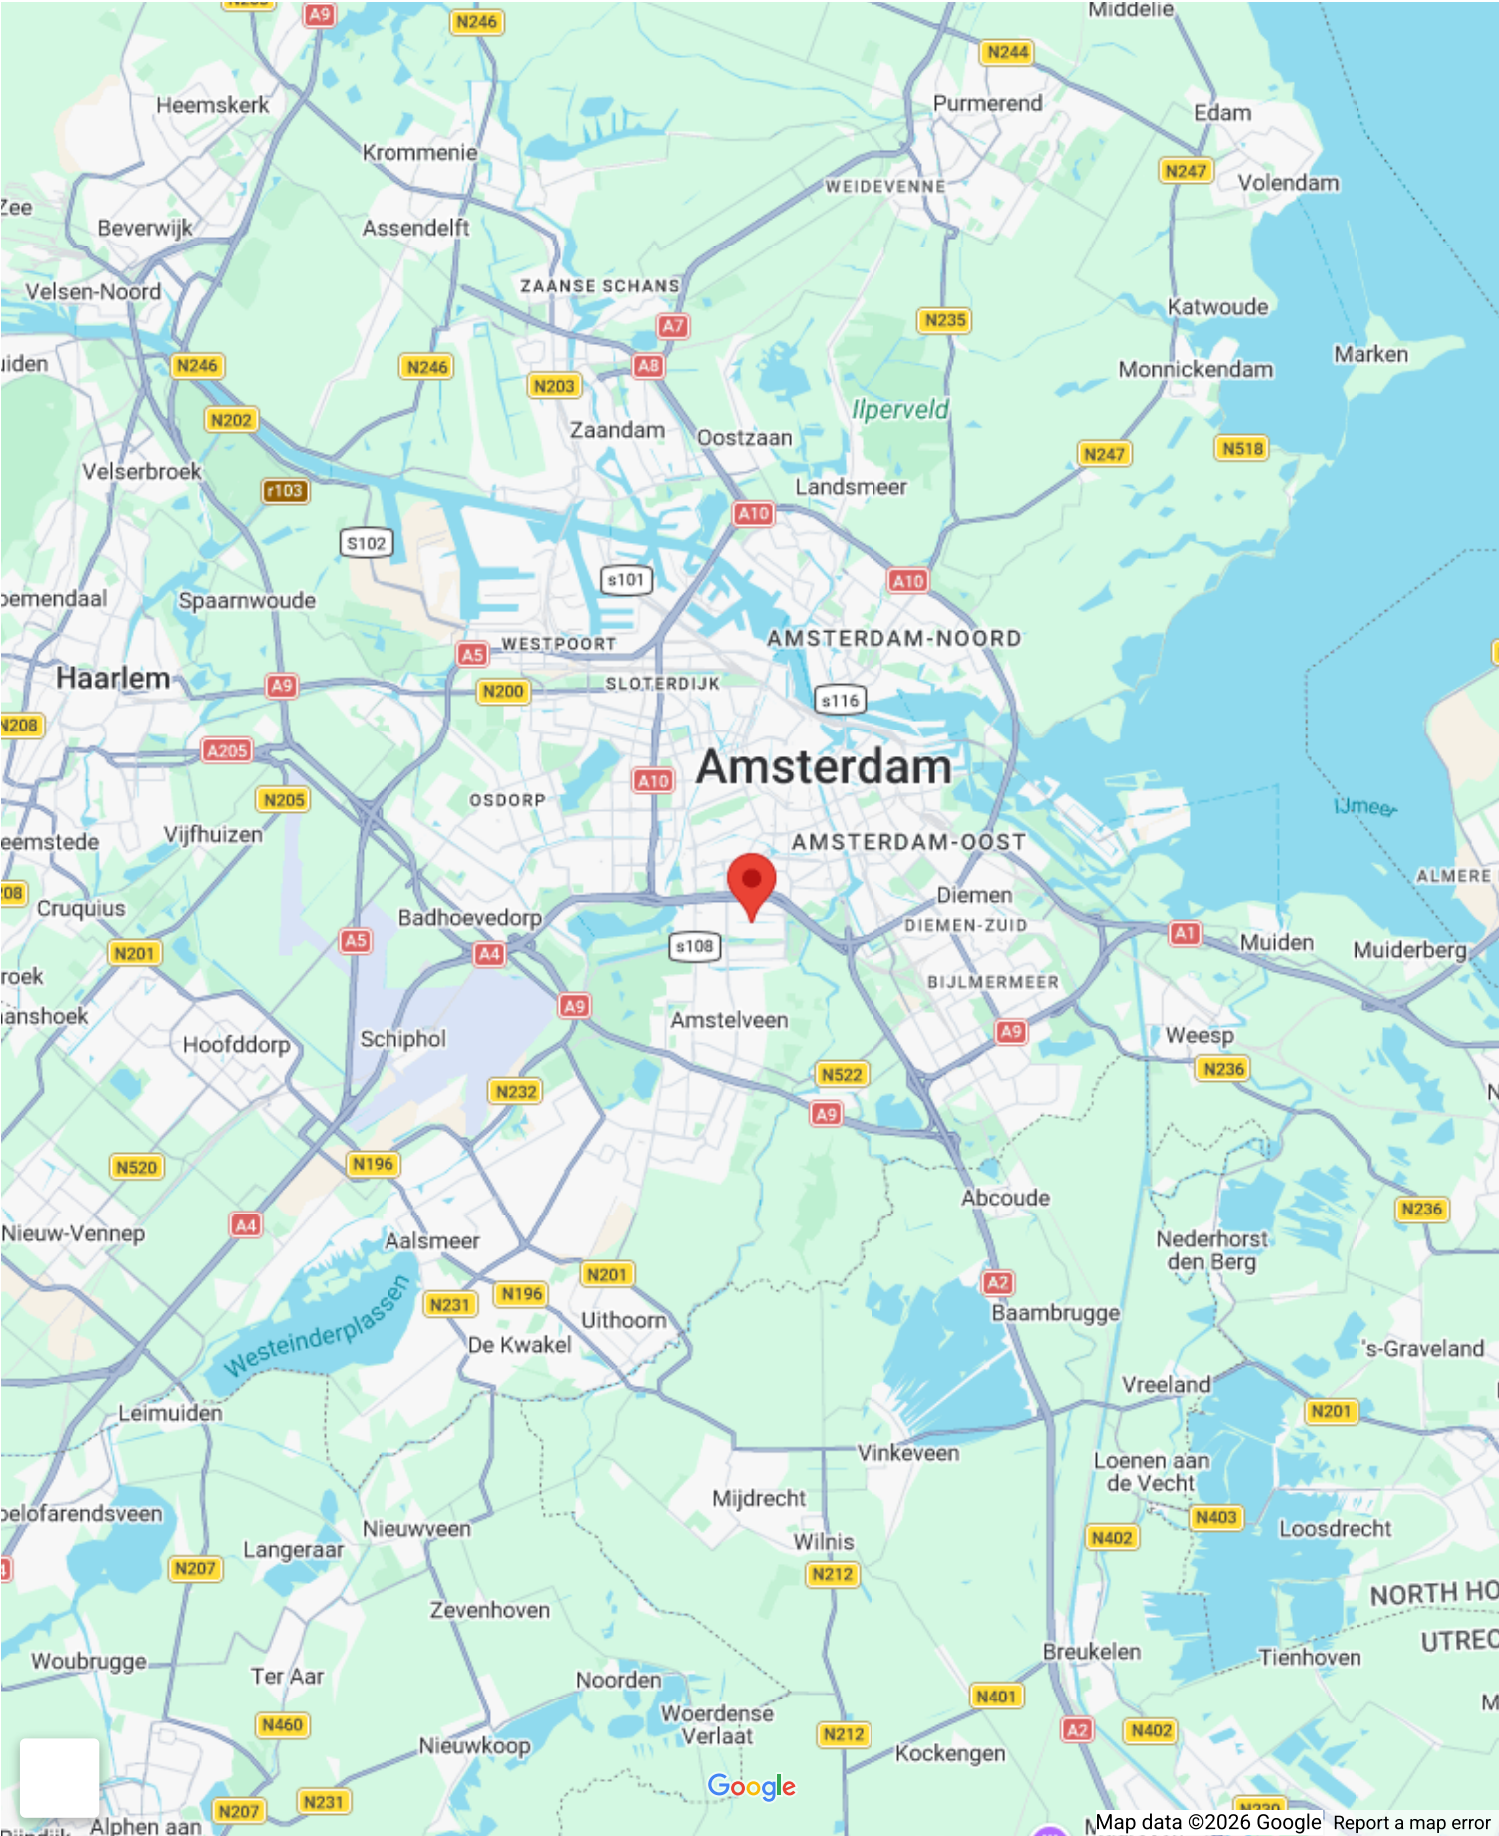 A9
N246
Middelie
N244
Heemskerk
Purmerend
Edam
Krommenie
N247
WEIDEVENNE
Volendam
Zee
Beverwijk
Assendelft
ZAANSE SCHANS
Velsen-Noord
Katwoude
A7
N235
Marken
N246
N246
A8
Monnickendam
N203
N202
Ilperveld
Zaandam
Oostzaan
N247
N518
Velserbroek
r103
Landsmeer
A10
S102
s101
A10
Spaarnwoude
AMSTERDAM-NOORD
WESTPOORT
A5
Haarlem
A9
N200
SLOTERDIJK
s116
N208
A205
Amsterdam
A10
N205
OSDORP
IJmeer
Vijfhuizen
AMSTERDAM-OOST
ALMERE
Diemen
Cruquius
Badhoevedorp
DIEMEN-ZUID
A5
s108
A1
Muiden
N201
A4
Muiderberg
BIJLMERMEER
A9
Amstelveen
Schiphol
Hoofddorp
A9
Weesp
N522
N236
N232
A9
N520
N196
Abcoude
A4
N236
Nieuw-Vennep
Aalsmeer
Nederhorst
den Berg
N201
A2
N196
N231
Baambrugge
Westeinderplassen
Uithoorn
De Kwakel
's-Graveland
Vreeland
Leimuiden
N201
Vinkeveen
Loenen aan
de Vecht
Mijdrecht
N403
Nieuwveen
Loosdrecht
N402
Wilnis
Langeraar
N207
N212
NORTH HO
Zevenhoven
UTREC
Breukelen
Woubrugge
Tienhoven
Ter Aar
Noorden
N401
Woerdense
Verlaat
N460
A2
N402
N212
Nieuwkoop
Kockengen
Google
N231
N207
Alphen aan
Map data ©2026 Google
Report a map error